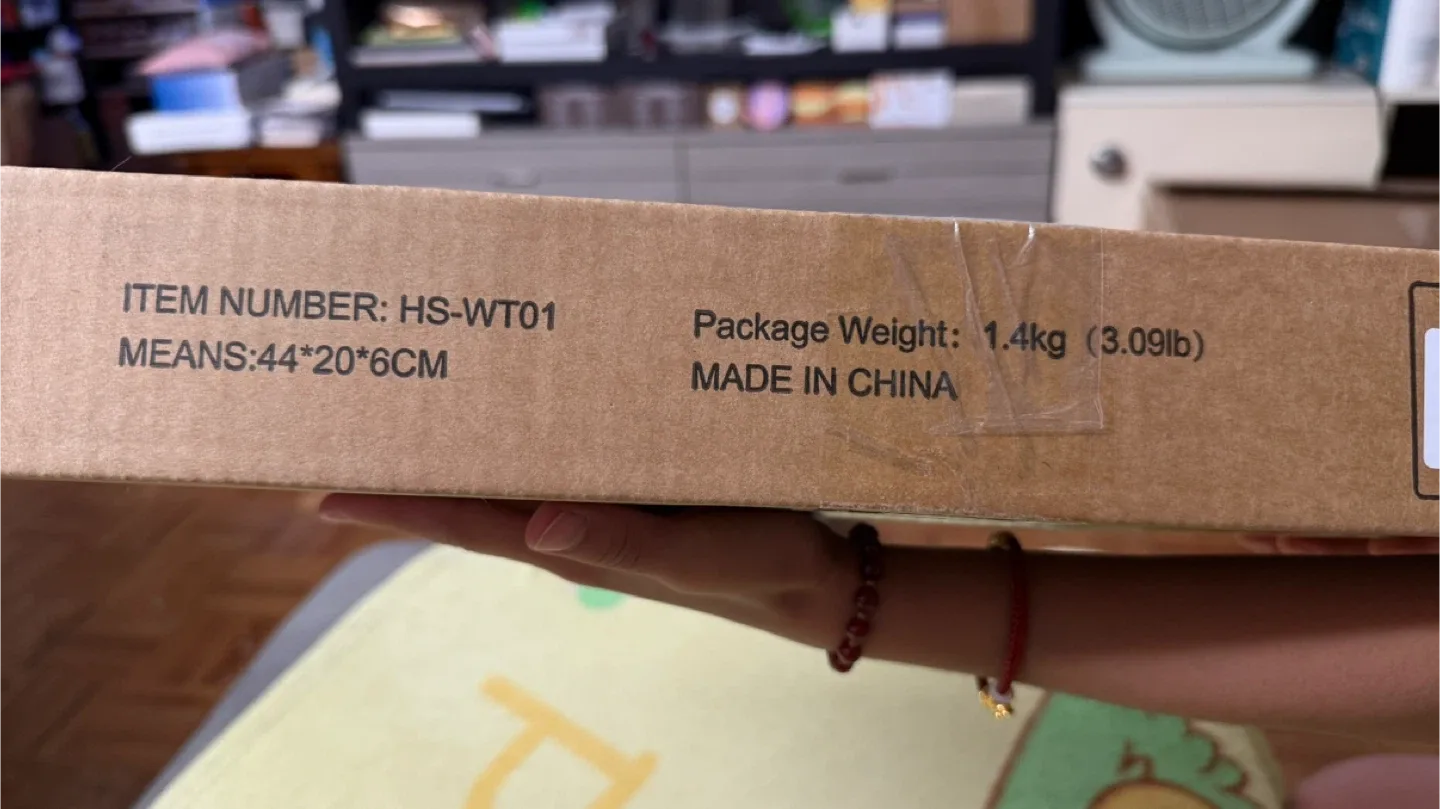 ITEM NUMBER: HS-WT01
MEANS:44*20*6CM
Package Weight: 1.4kg (3.09lb)
MADE IN CHINA